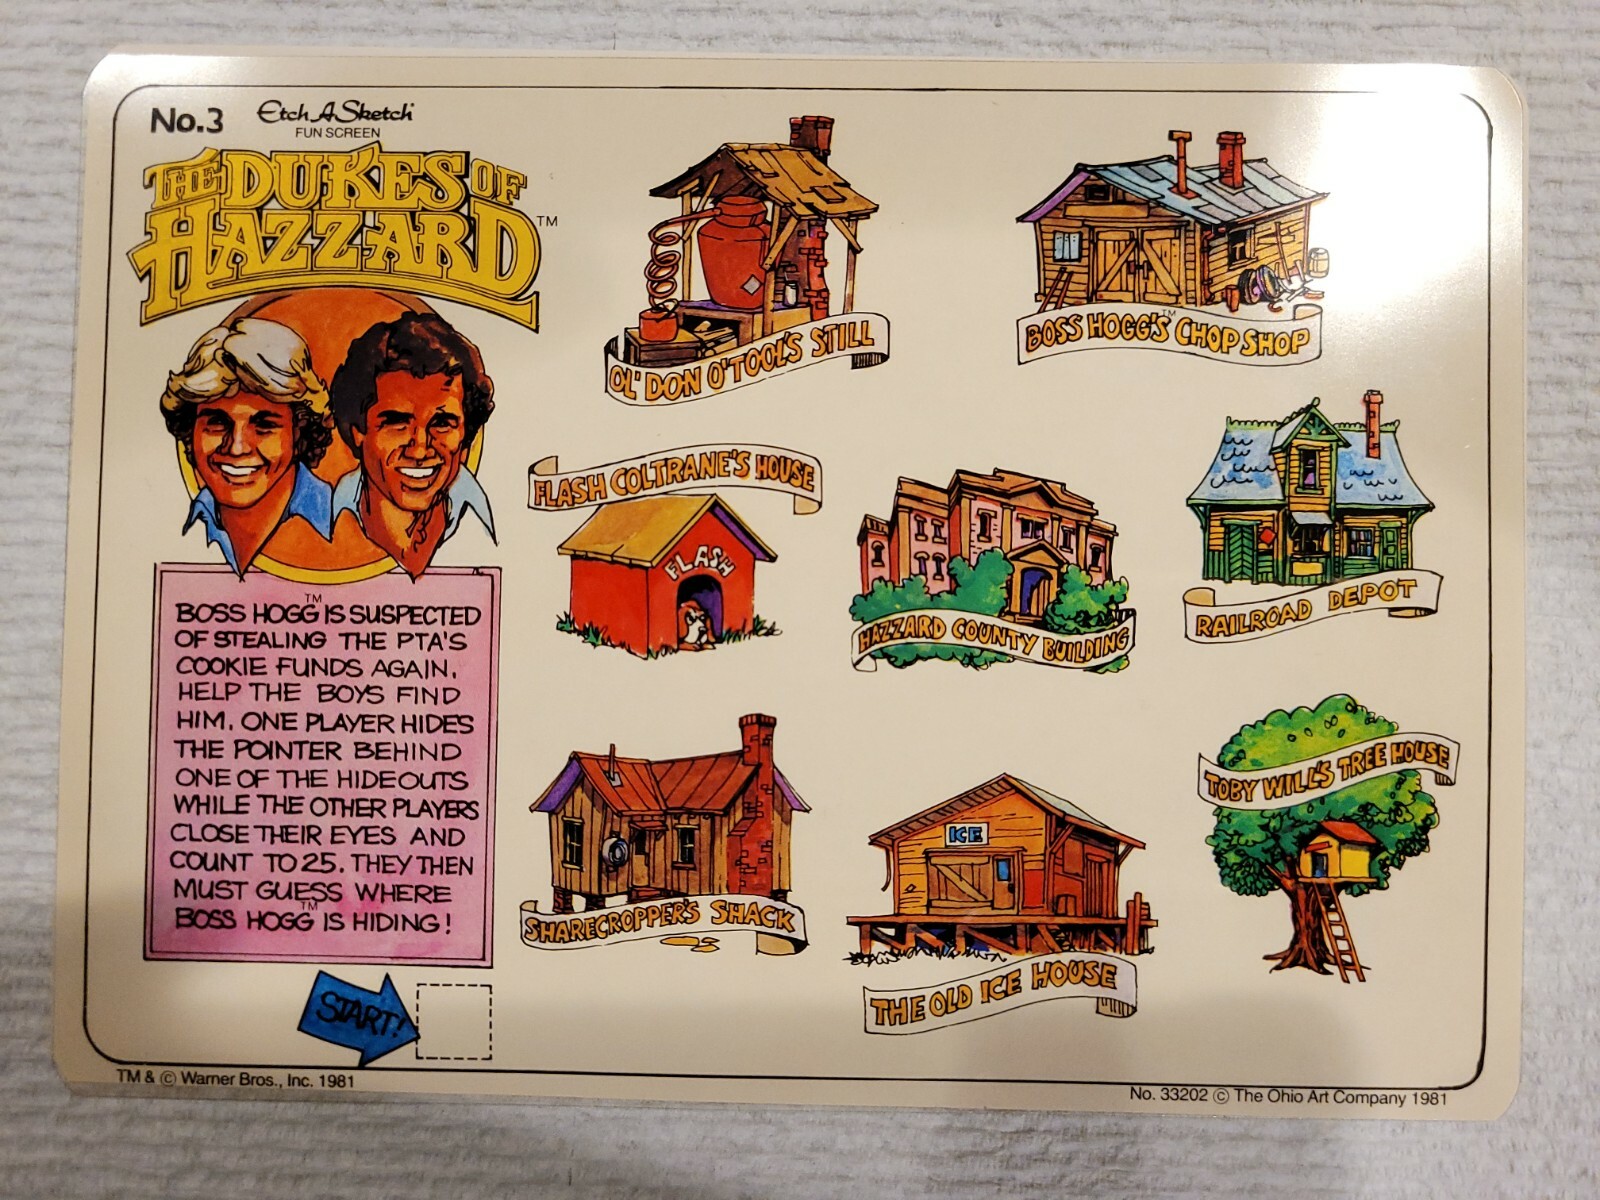 No.3
Etch A Sketch®
FUN SCREEN
THE DUKES OF
HAZZARD™
BOSS HOGG™ IS SUSPECTED
OF STEALING THE PTA'S
COOKIE FUNDS AGAIN.
HELP THE BOYS FIND
HIM. ONE PLAYER HIDES
THE POINTER BEHIND
ONE OF THE HIDEOUTS
WHILE THE OTHER PLAYERS
CLOSE THEIR EYES AND
COUNT TO 25. THEY THEN
MUST GUESS WHERE
BOSS HOGG™ IS HIDING!
START!
OL' DON O'TOOL'S STILL
BOSS HOGG'S™ CHOP SHOP
FLASH COLTRANE'S HOUSE
FLASH
HAZZARD COUNTY BUILDING
RAILROAD DEPOT
SHARECROPPER'S SHACK
ICE
THE OLD ICE HOUSE
TOBY WILL'S TREE HOUSE
TM & © Warner Bros., Inc. 1981
No. 33202 © The Ohio Art Company 1981